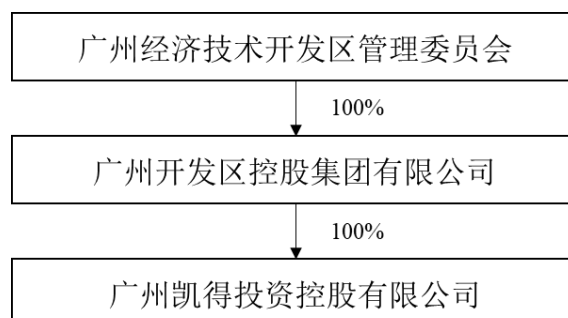 广州经济技术开发区管理委员会
100%
广州开发区控股集团有限公司
100%
广州凯得投资控股有限公司